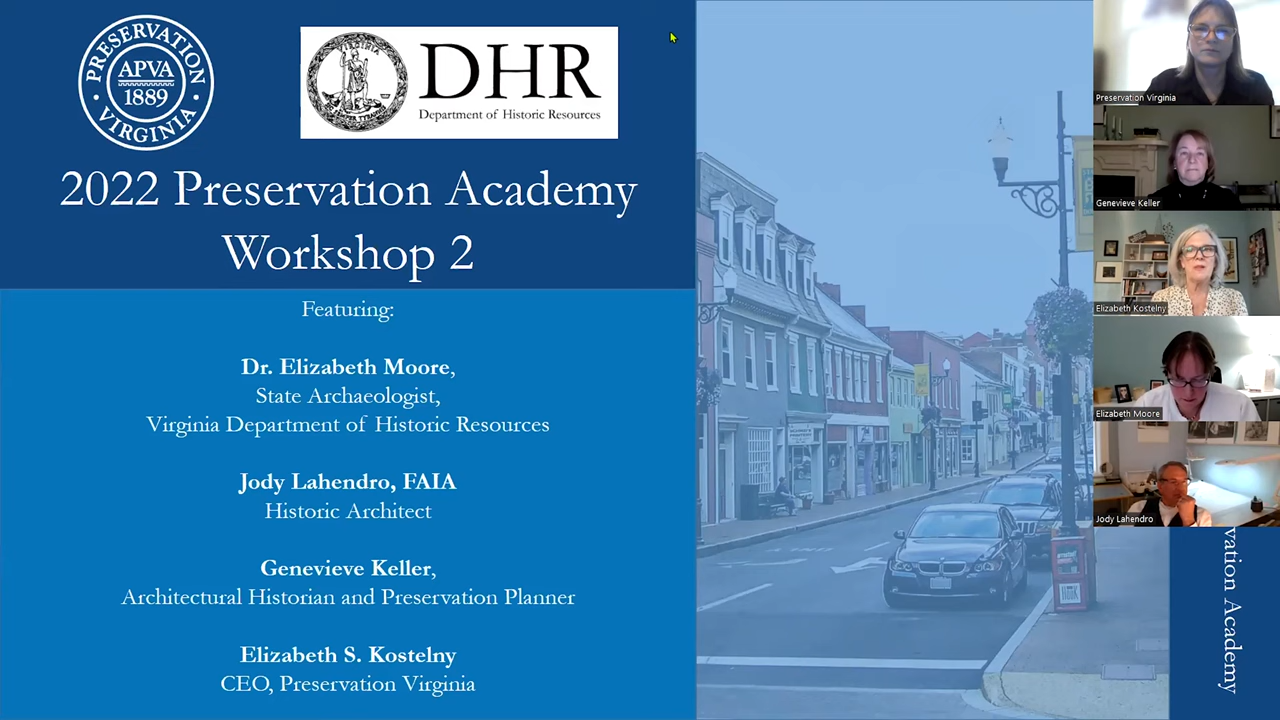 PRESERVATION
APVA
1889
VIRGINIA
VIRGINIA
DHR
Department of Historic Resources
2022 Preservation Academy
Workshop 2
Featuring:
Dr. Elizabeth Moore,
State Archaeologist,
Virginia Department of Historic Resources
Jody Lahendro, FAIA
Historic Architect
Genevieve Keller,
Architectural Historian and Preservation Planner
Elizabeth S. Kostelny
CEO, Preservation Virginia
Preservation Virginia
Genevieve Keller
Elizabeth Kostelny
Elizabeth Moore
Jody Lahendro
vation Academy